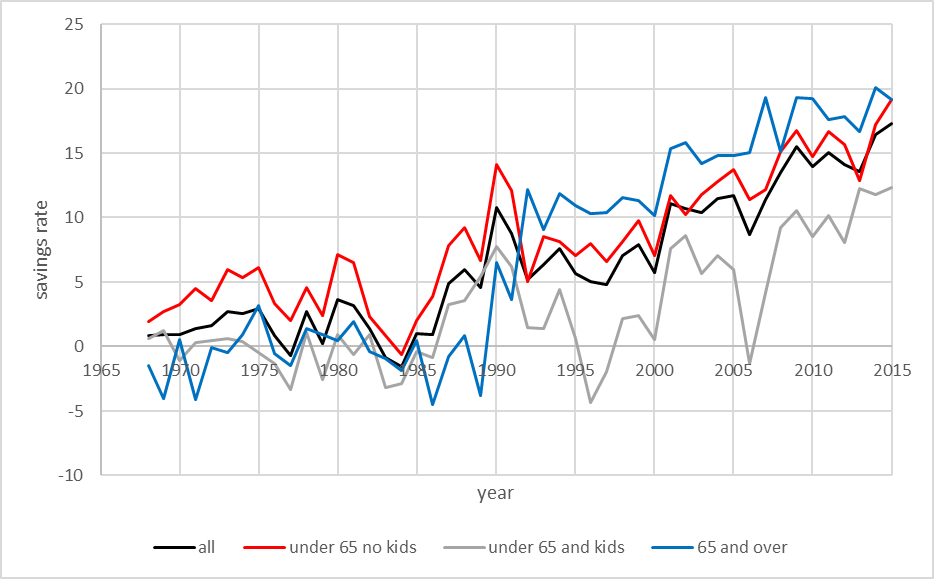 25
20
15
10
5
0
-5
-10
savings rate
1965 1970 1975 1980 1985 1990 1995 2000 2005 2010 2015
year
all under 65 no kids under 65 and kids 65 and over